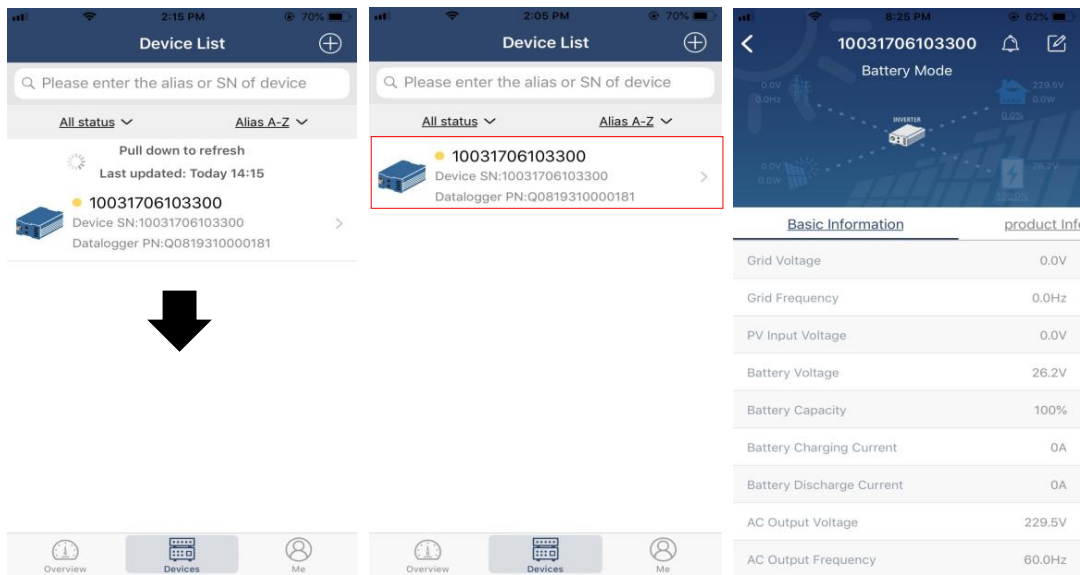 2:15 PM
70%
Device List
Please enter the alias or SN of device
All status
Alias A-Z
Pull down to refresh
Last updated: Today 14:15
10031706103300
Device SN:10031706103300
Datalogger PN:Q0819310000181
Overview
Devices
Me
2:05 PM
70%
Device List
Please enter the alias or SN of device
All status
Alias A-Z
10031706103300
Device SN:10031706103300
Datalogger PN:Q0819310000181
Overview
Devices
Me
8:25 PM
62%
10031706103300
Battery Mode
0.0V
0.0Hz
229.5V
0.0W
0.0%
INVERTER
0.0V
0.0W
26.2V
100.0%
Basic Information
product Info
Grid Voltage 0.0V
Grid Frequency 0.0Hz
PV Input Voltage 0.0V
Battery Voltage 26.2V
Battery Capacity 100%
Battery Charging Current 0A
Battery Discharge Current 0A
AC Output Voltage 229.5V
AC Output Frequency 60.0Hz